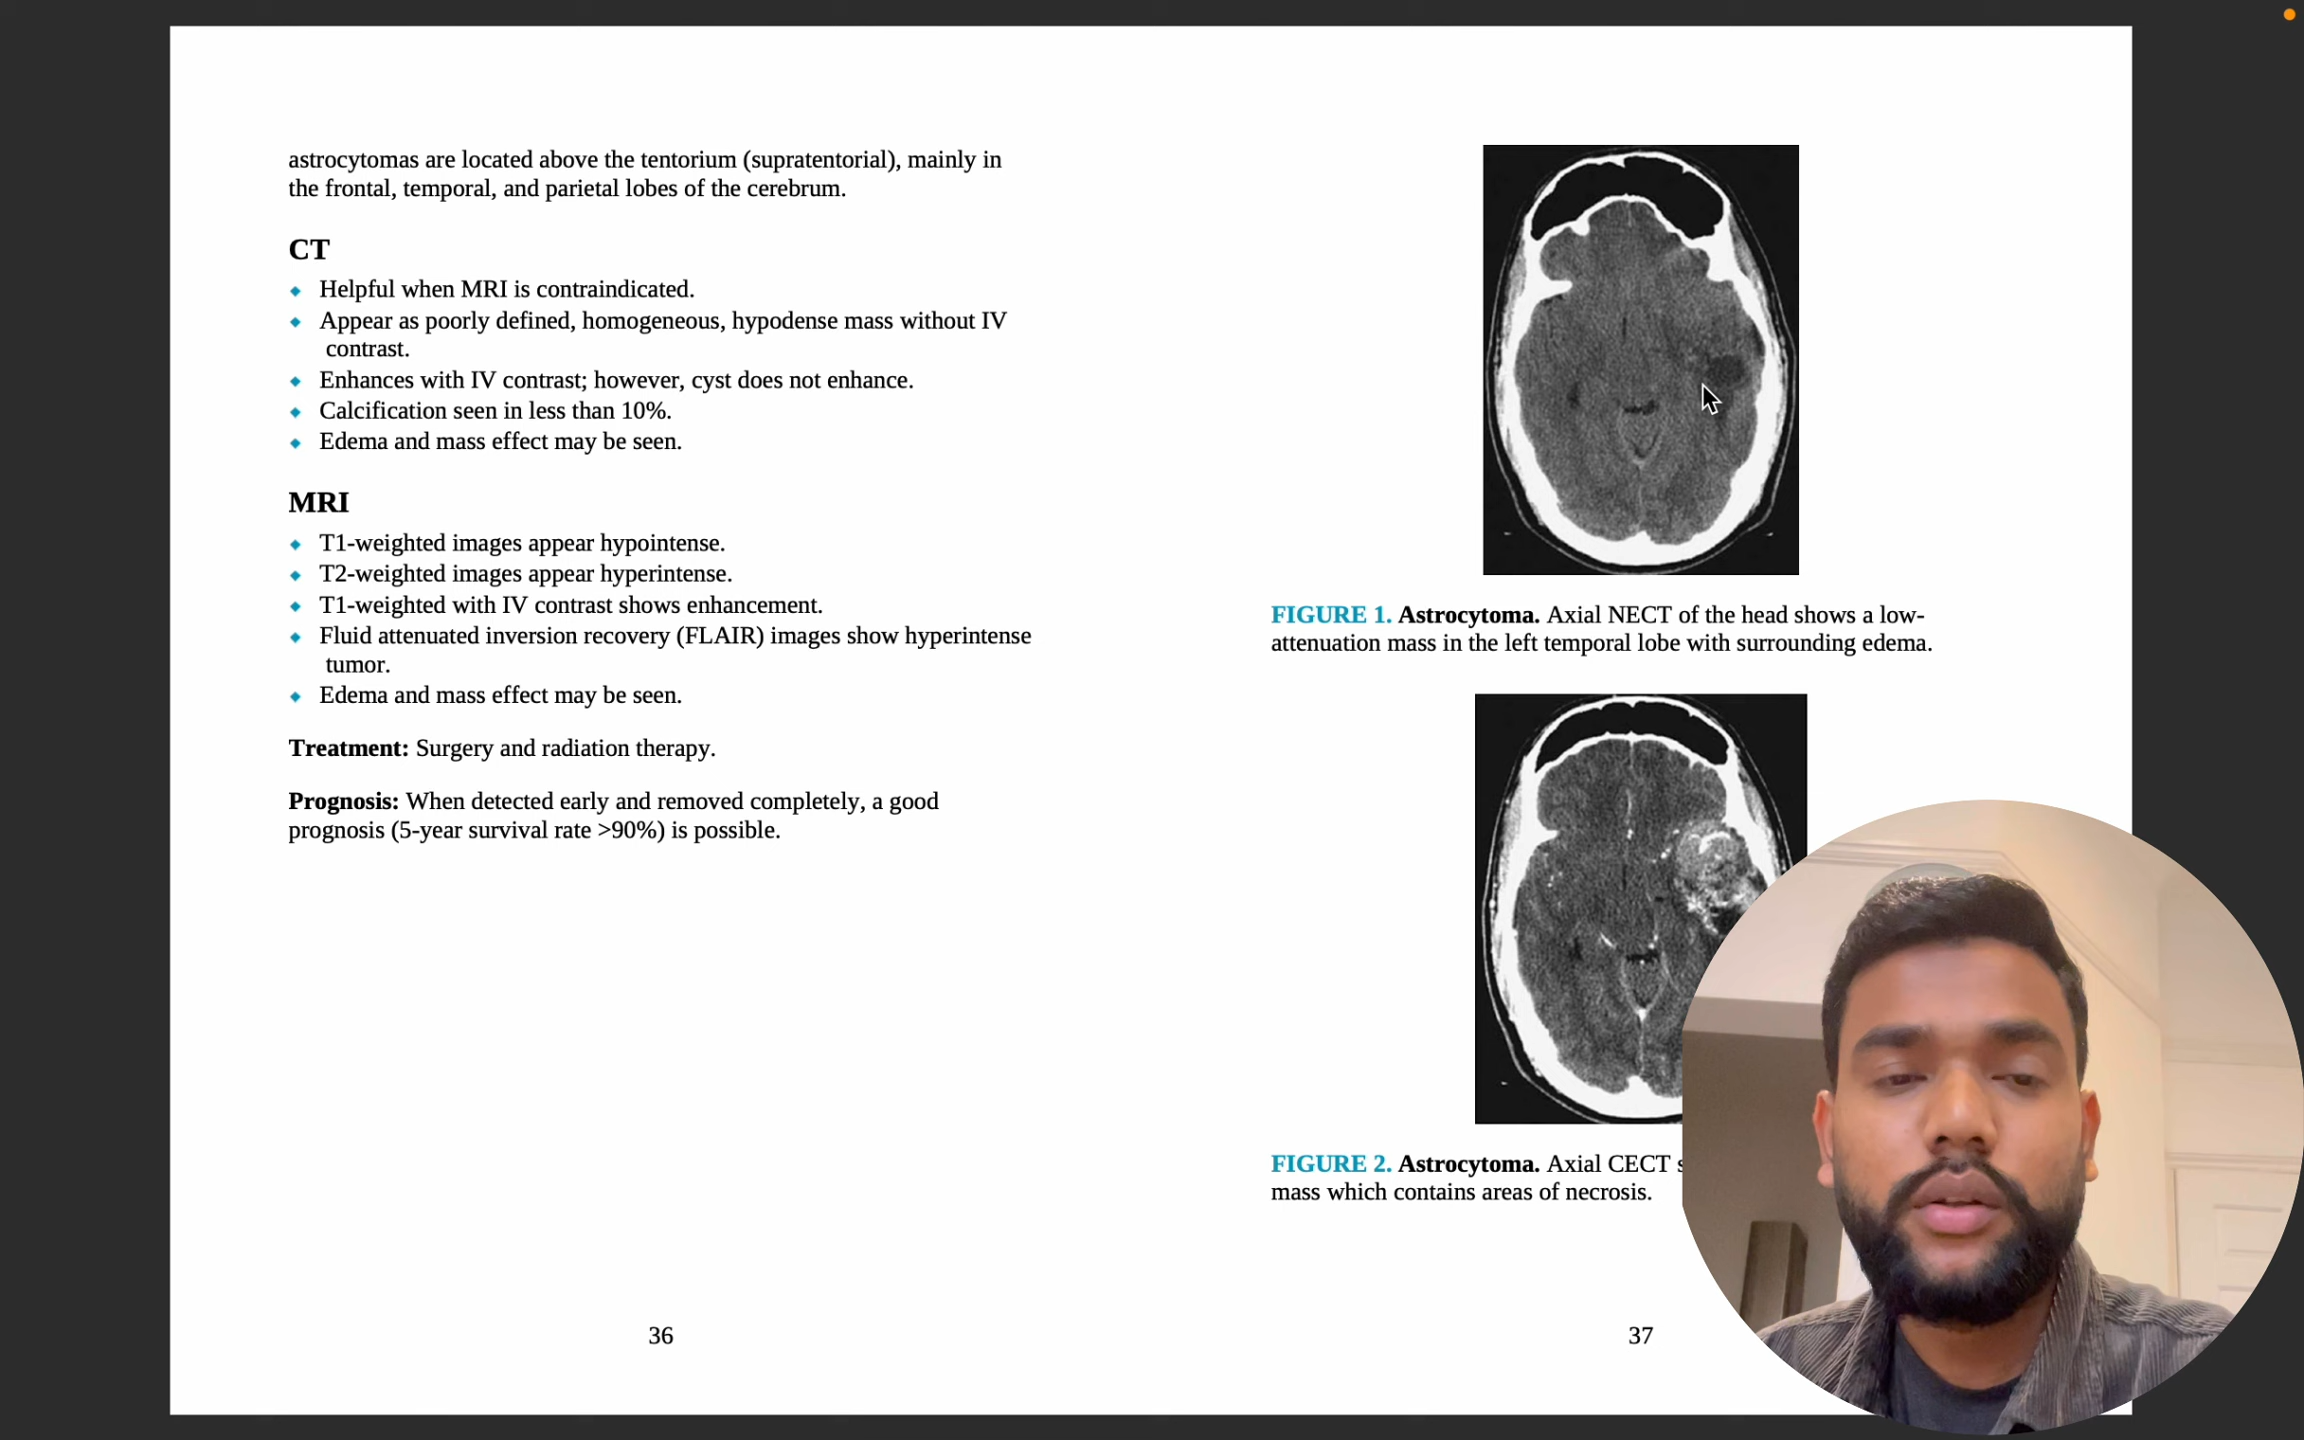 astrocytomas are located above the tentorium (supratentorial), mainly in
the frontal, temporal, and parietal lobes of the cerebrum.
CT
Helpful when MRI is contraindicated.
Appear as poorly defined, homogeneous, hypodense mass without IV
contrast.
Enhances with IV contrast; however, cyst does not enhance.
Calcification seen in less than 10%.
Edema and mass effect may be seen.
MRI
T1-weighted images appear hypointense.
T2-weighted images appear hyperintense.
T1-weighted with IV contrast shows enhancement.
Fluid attenuated inversion recovery (FLAIR) images show hyperintense
tumor.
Edema and mass effect may be seen.
Treatment: Surgery and radiation therapy.
Prognosis: When detected early and removed completely, a good
prognosis (5-year survival rate >90%) is possible.
36
FIGURE 1. Astrocytoma. Axial NECT of the head shows a low-
attenuation mass in the left temporal lobe with surrounding edema.
FIGURE 2. Astrocytoma. Axial CECT
mass which contains areas of necrosis.
37